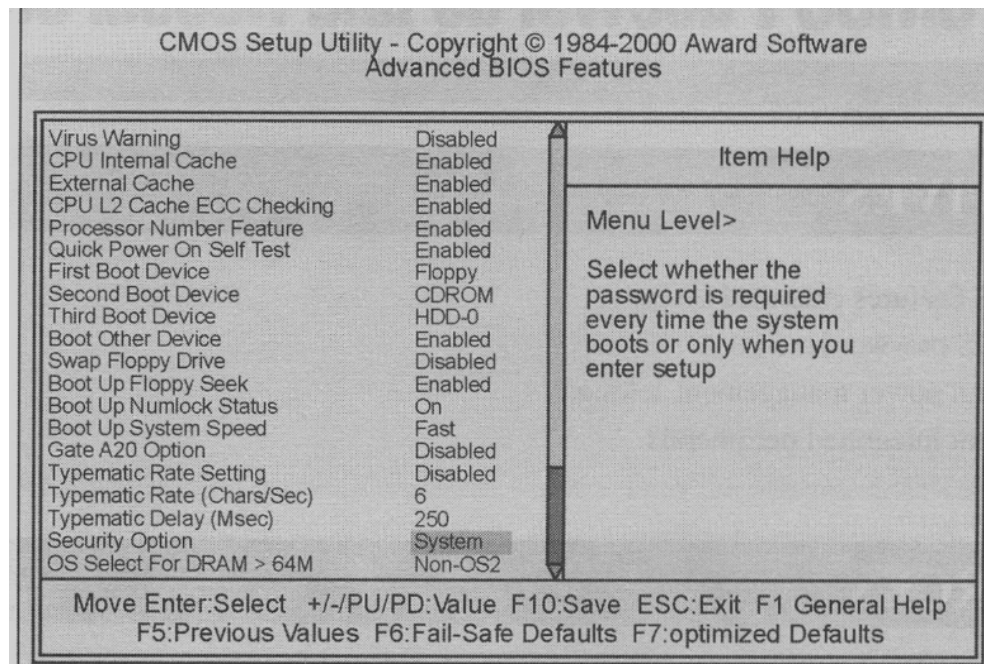 CMOS Setup Utility - Copyright © 1984-2000 Award Software
Advanced BIOS Features
Virus Warning Disabled
CPU Internal Cache Enabled
External Cache Enabled
CPU L2 Cache ECC Checking Enabled
Processor Number Feature Enabled
Quick Power On Self Test Enabled
First Boot Device Floppy
Second Boot Device CDROM
Third Boot Device HDD-0
Boot Other Device Enabled
Swap Floppy Drive Disabled
Boot Up Floppy Seek Enabled
Boot Up Numlock Status On
Boot Up System Speed Fast
Gate A20 Option Disabled
Typematic Rate Setting Disabled
Typematic Rate (Chars/Sec) 6
Typematic Delay (Msec) 250
Security Option System
OS Select For DRAM > 64M Non-OS2
Item Help
Menu Level>
Select whether the
password is required
every time the system
boots or only when you
enter setup
Move Enter:Select +/-/PU/PD:Value F10:Save ESC:Exit F1 General Help
F5:Previous Values F6:Fail-Safe Defaults F7:optimized Defaults